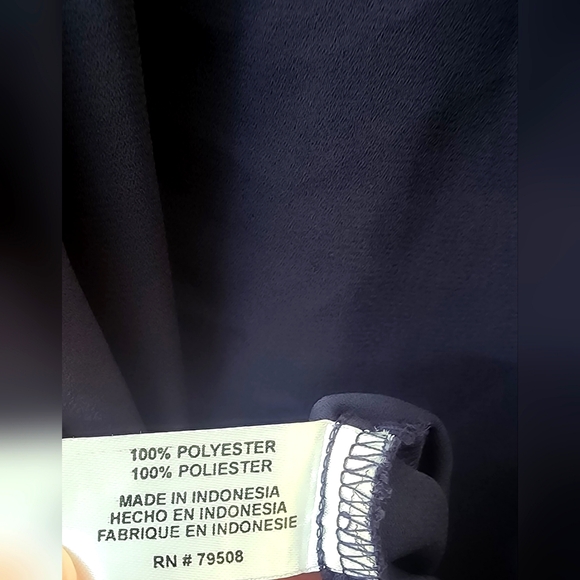 100% POLYESTER
100% POLIESTER
MADE IN INDONESIA
HECHO EN INDONESIA
FABRIQUE EN INDONESIE
RN # 79508